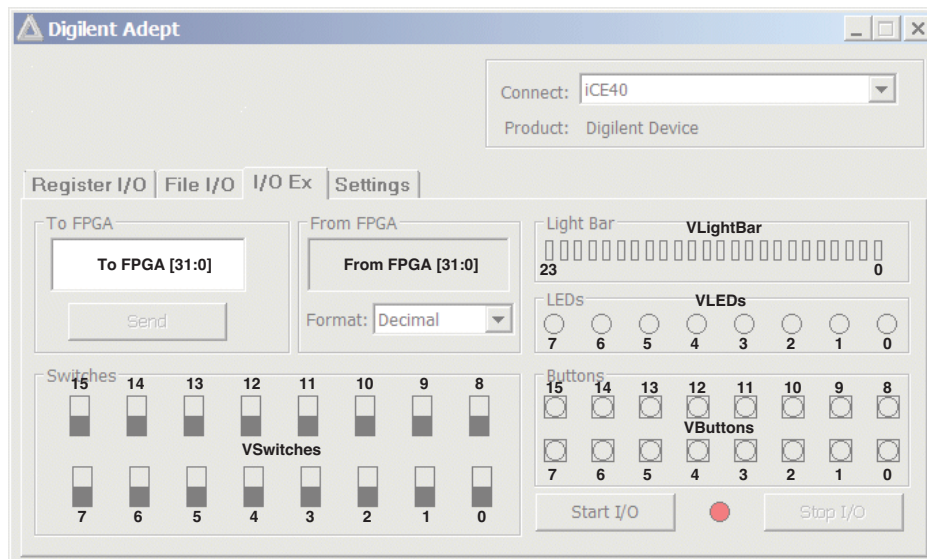 Digilent Adept
Connect: iCE40
Product: Digilent Device
Register I/O File I/O I/O Ex Settings
To FPGA
To FPGA [31:0]
Send
From FPGA
From FPGA [31:0]
Format: Decimal
Light Bar
VLightBar
23 0
LEDs
VLEDs
7 6 5 4 3 2 1 0
Switches
15 14 13 12 11 10 9 8
VSwitches
7 6 5 4 3 2 1 0
Buttons
15 14 13 12 11 10 9 8
VButtons
7 6 5 4 3 2 1 0
Start I/O Stop I/O